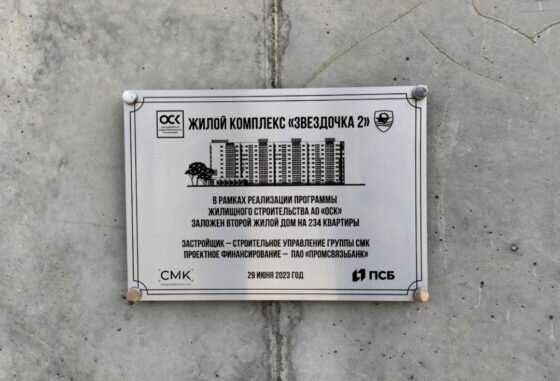 ОСК
ЖИЛОЙ КОМПЛЕКС «ЗВЕЗДОЧКА 2»
В РАМКАХ РЕАЛИЗАЦИИ ПРОГРАММЫ
ЖИЛИЩНОГО СТРОИТЕЛЬСТВА АО «ОСК»
ЗАЛОЖЕН ВТОРОЙ ЖИЛОЙ ДОМ НА 234 КВАРТИРЫ
ЗАСТРОЙЩИК – СТРОИТЕЛЬНОЕ УПРАВЛЕНИЕ ГРУППЫ СМК
ПРОЕКТНОЕ ФИНАНСИРОВАНИЕ – ПАО «ПРОМСВЯЗЬБАНК»
СМК
29 ИЮНЯ 2023 ГОД
ПСБ